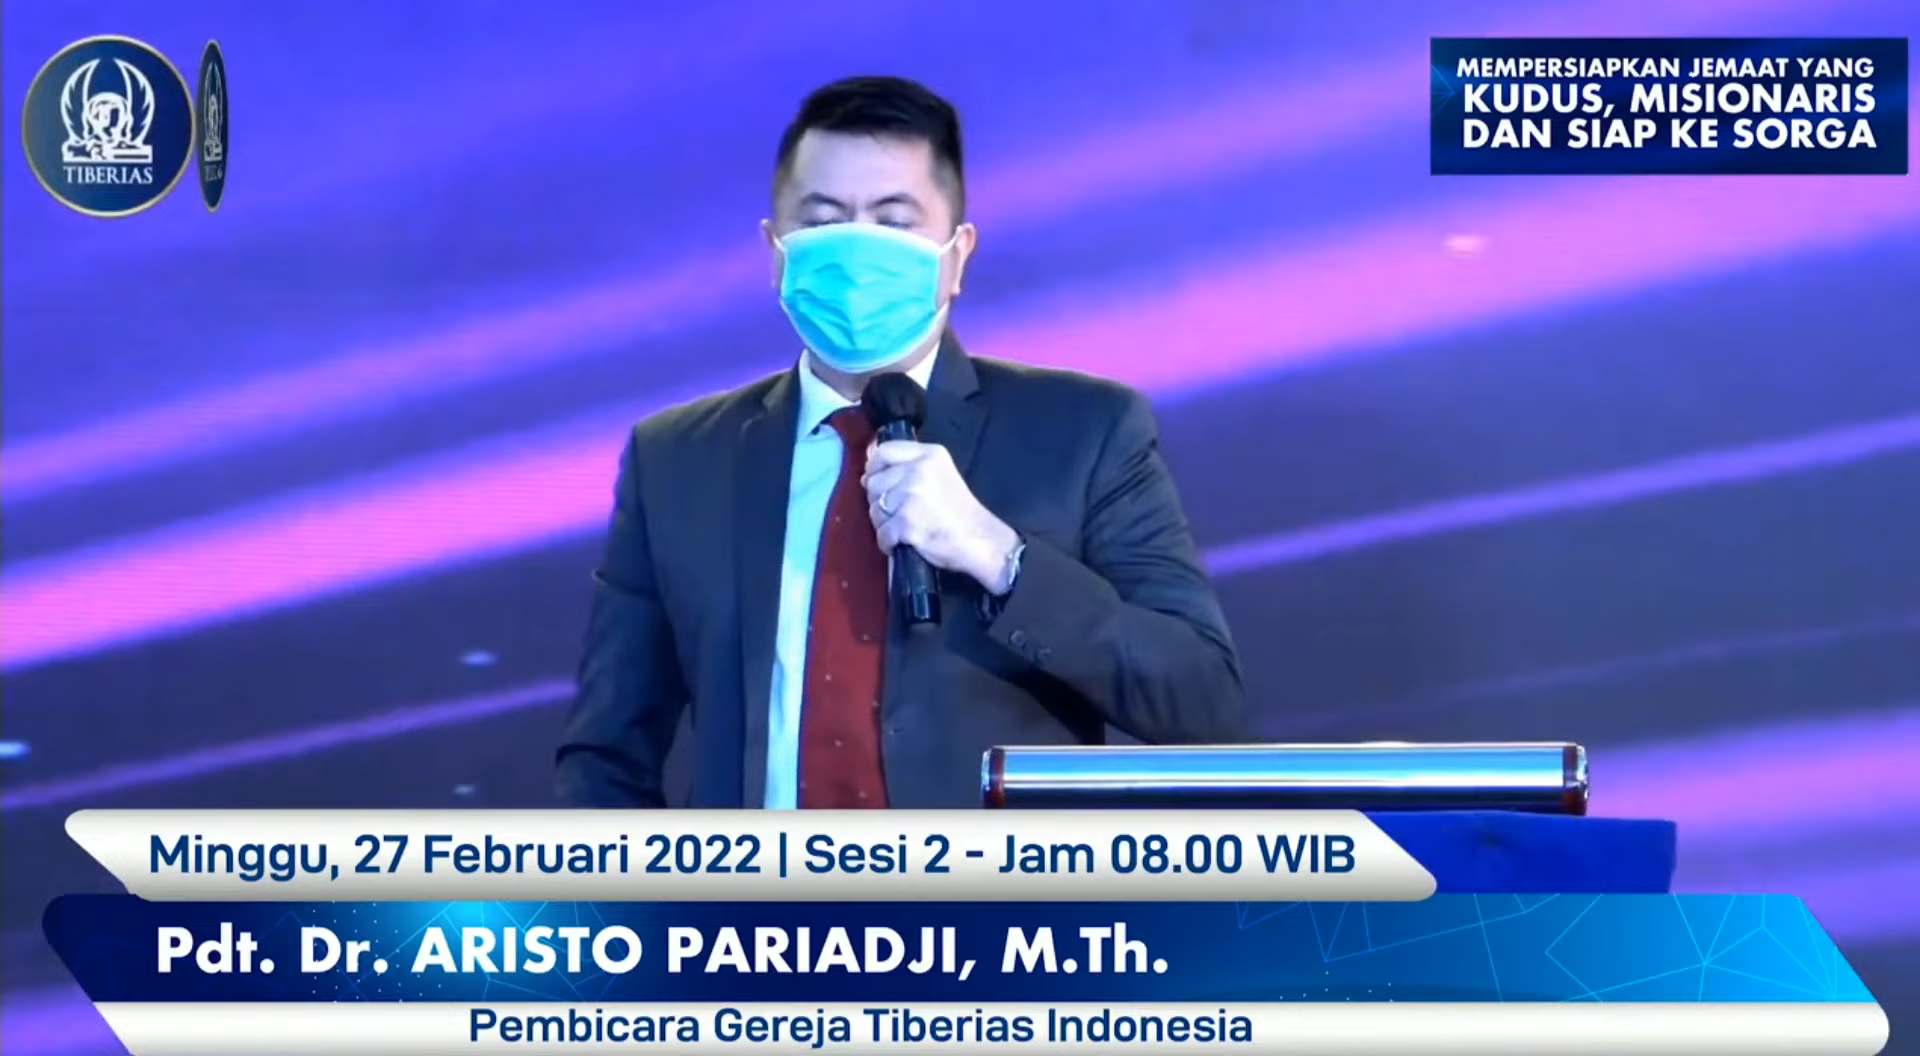 TIBERIAS
MEMPERSIAPKAN JEMAAT YANG
KUDUS, MISIONARIS
DAN SIAP KE SORGA
Minggu, 27 Februari 2022 | Sesi 2 - Jam 08.00 WIB
Pdt. Dr. ARISTO PARIADJI, M.Th.
Pembicara Gereja Tiberias Indonesia